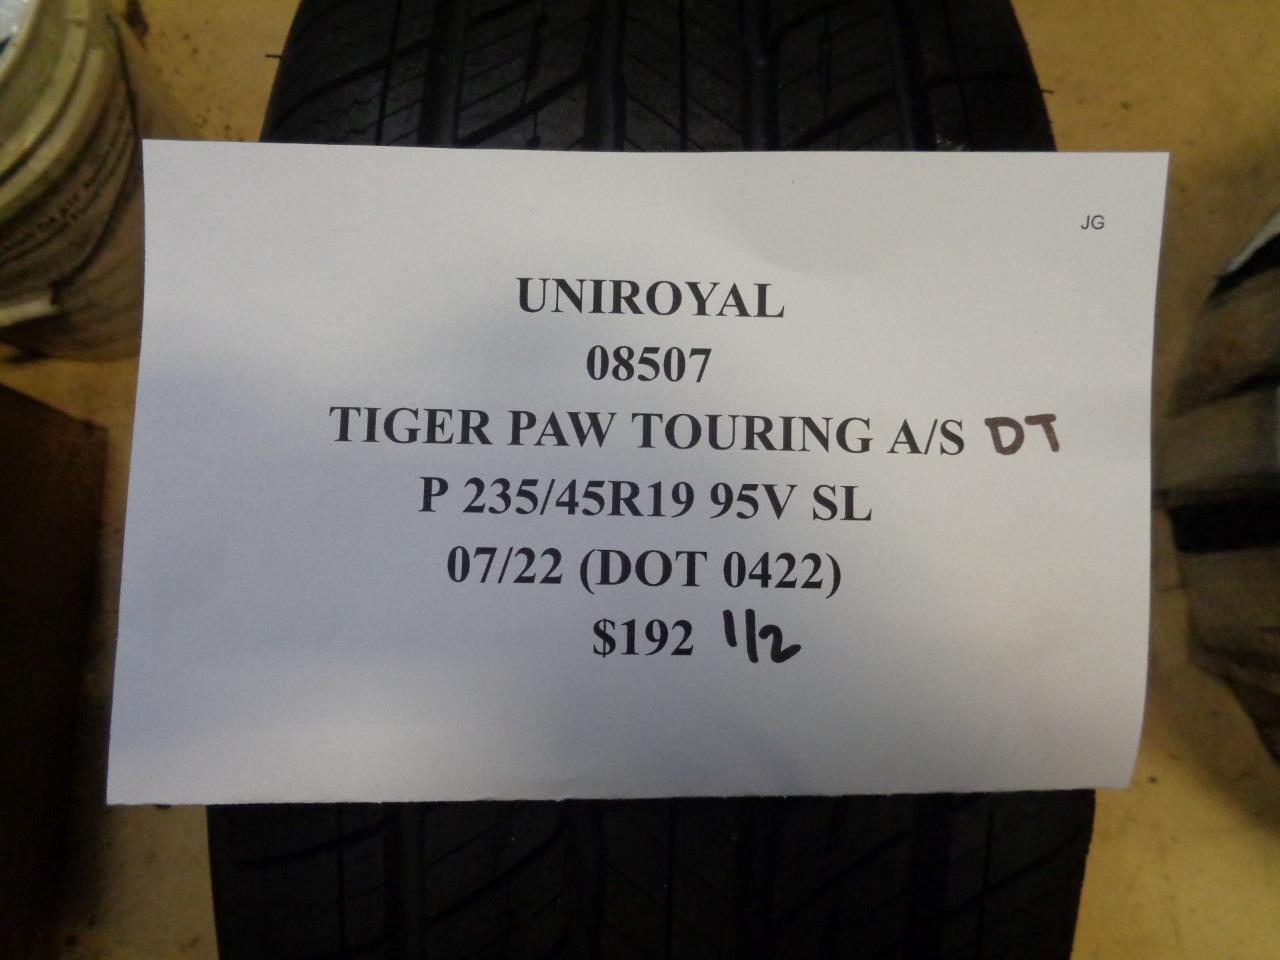 JG
UNIROYAL
08507
TIGER PAW TOURING A/S DT
P 235/45R19 95V SL
07/22 (DOT 0422)
$192 1/2